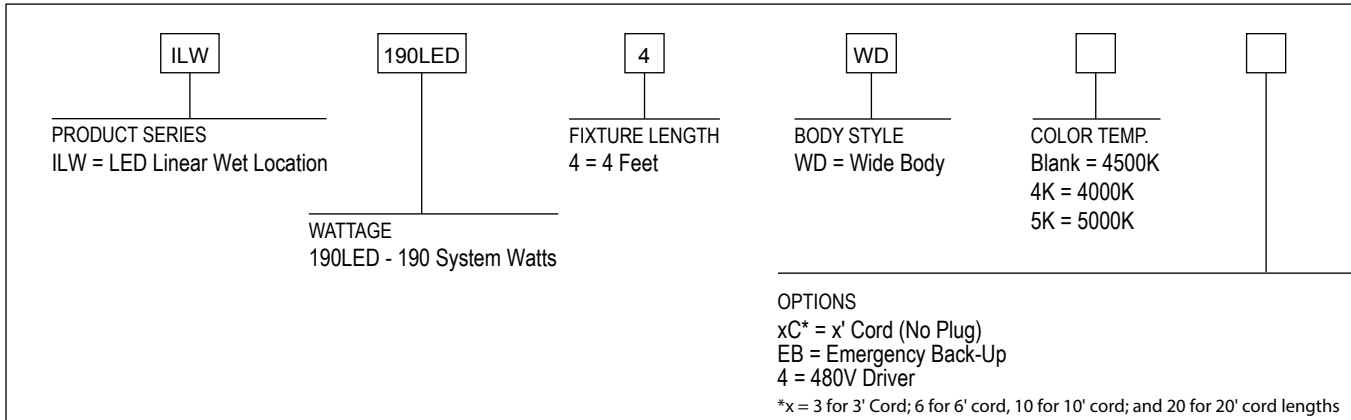 ILW 190LED 4 WD
PRODUCT SERIES
ILW = LED Linear Wet Location
WATTAGE
190LED - 190 System Watts
FIXTURE LENGTH
4 = 4 Feet
BODY STYLE
WD = Wide Body
COLOR TEMP.
Blank = 4500K
4K = 4000K
5K = 5000K
OPTIONS
xC* = x' Cord (No Plug)
EB = Emergency Back-Up
4 = 480V Driver
*x = 3 for 3' Cord; 6 for 6' cord, 10 for 10' cord; and 20 for 20' cord lengths